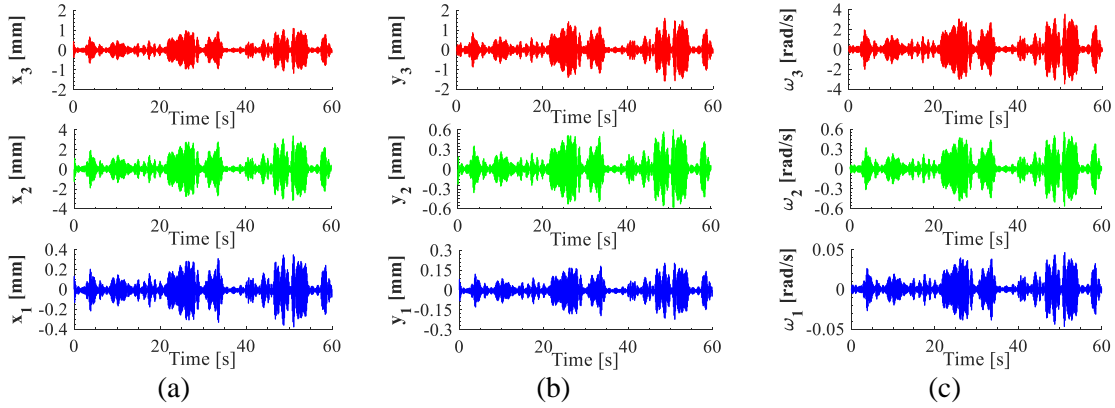 2
1
0
-1
-2
x3 [mm]
0 20 40 60
Time [s]
4
2
0
-2
-4
x2 [mm]
0 20 40 60
Time [s]
0.4
0.2
0
-0.2
-0.4
x1 [mm]
0 20 40 60
Time [s]
(a)
2
1
0
-1
-2
y3 [mm]
0 20 40 60
Time [s]
0.6
0.3
0
-0.3
-0.6
y2 [mm]
0 20 40 60
Time [s]
0.3
0.15
0
-0.15
-0.3
y1 [mm]
0 20 40 60
Time [s]
(b)
4
2
0
-2
-4
ω3 [rad/s]
0 20 40 60
Time [s]
0.6
0.3
0
-0.3
-0.6
ω2 [rad/s]
0 20 40 60
Time [s]
0.05
0
-0.05
ω1 [rad/s]
0 20 40 60
Time [s]
(c)